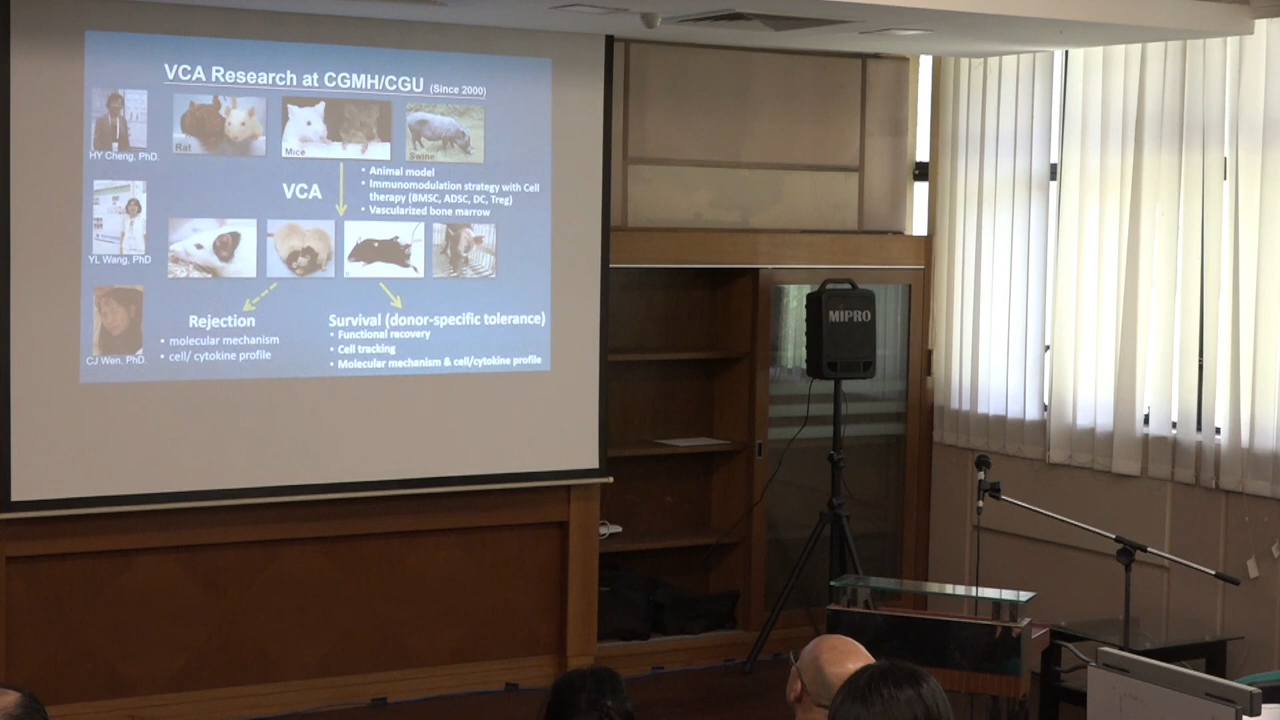 VCA Research at CGMH/CGU (Since 2000)
HY Cheng, PhD.
Rat
Mice
Swine
• Animal model
• Immunomodulation strategy with Cell
therapy (BMSC, ADSC, DC, Treg)
• Vascularized bone marrow
VCA
YL Wang, PhD
CJ Wen, PhD.
Rejection
• molecular mechanism
• cell/ cytokine profile
Survival (donor-specific tolerance)
• Functional recovery
• Cell tracking
• Molecular mechanism & cell/cytokine profile
MIPRO